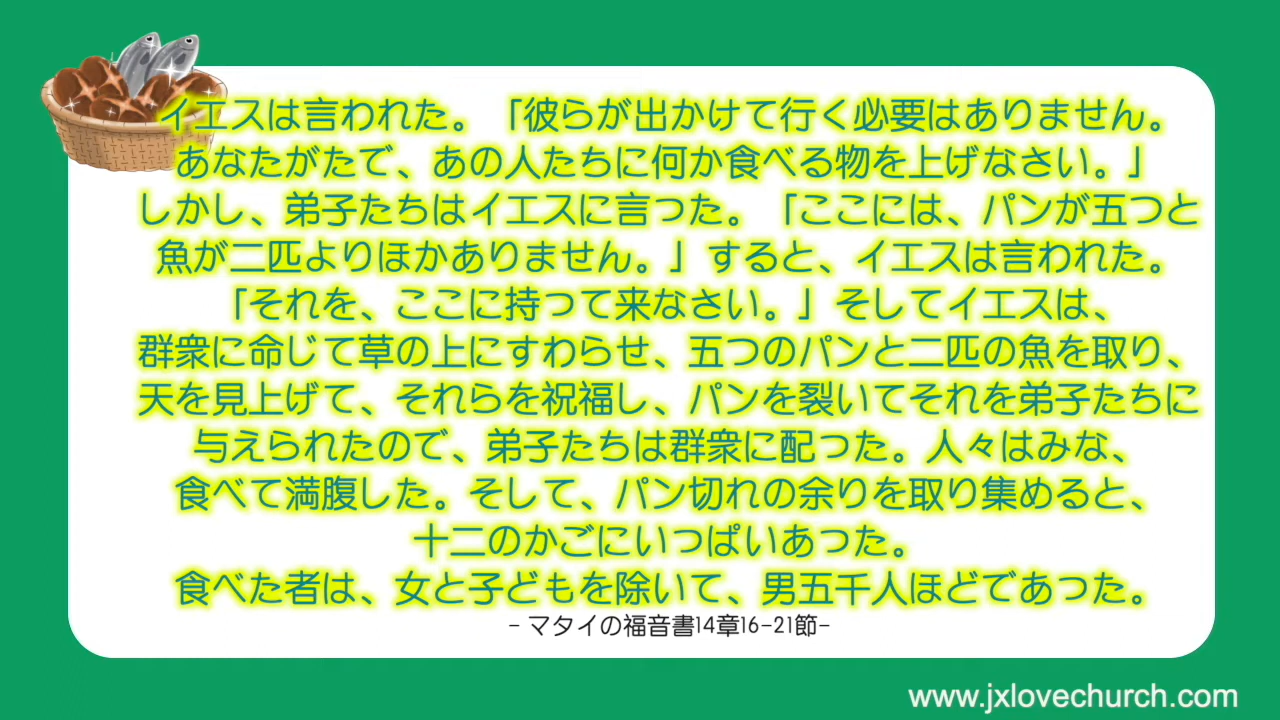 イエスは言われた。「彼らが出かけて行く必要はありません。
あなたがたで、あの人たちに何か食べる物を上げなさい。」
しかし、弟子たちはイエスに言った。「ここには、パンが五つと
魚が二匹よりほかありません。」すると、イエスは言われた。
「それを、ここに持って来なさい。」そしてイエスは、
群衆に命じて草の上にすわらせ、五つのパンと二匹の魚を取り、
天を見上げて、それらを祝福し、パンを裂いてそれを弟子たちに
与えられたので、弟子たちは群衆に配った。人々はみな、
食べて満腹した。そして、パン切れの余りを取り集めると、
十二のかごにいっぱいあった。
食べた者は、女と子どもを除いて、男五千人ほどであった。
- マタイの福音書14章16-21節-
www.jxlovechurch.com